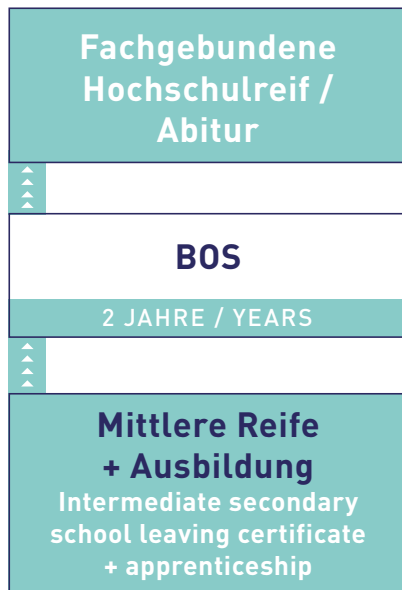 Fachgebundene
Hochschulreif /
Abitur
BOS
2 JAHRE / YEARS
Mittlere Reife
+ Ausbildung
Intermediate secondary
school leaving certificate
+ apprenticeship